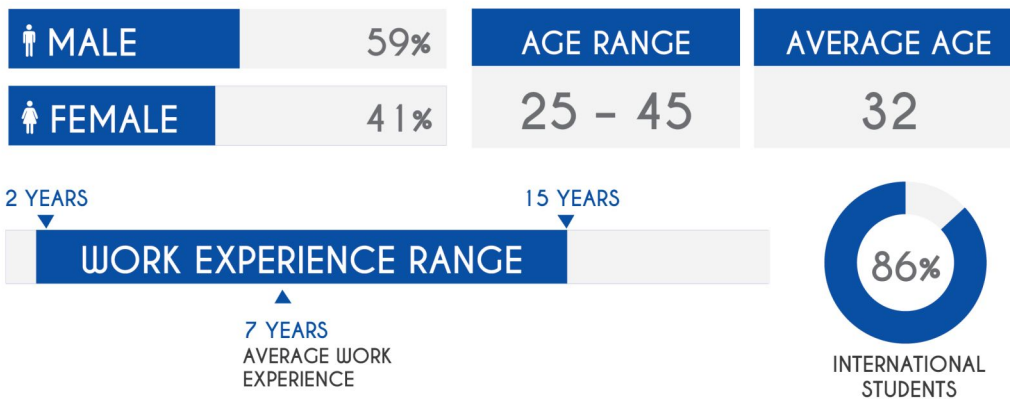 MALE 59%
FEMALE 41%
AGE RANGE
25 – 45
AVERAGE AGE
32
2 YEARS
15 YEARS
WORK EXPERIENCE RANGE
7 YEARS
AVERAGE WORK
EXPERIENCE
86%
INTERNATIONAL
STUDENTS